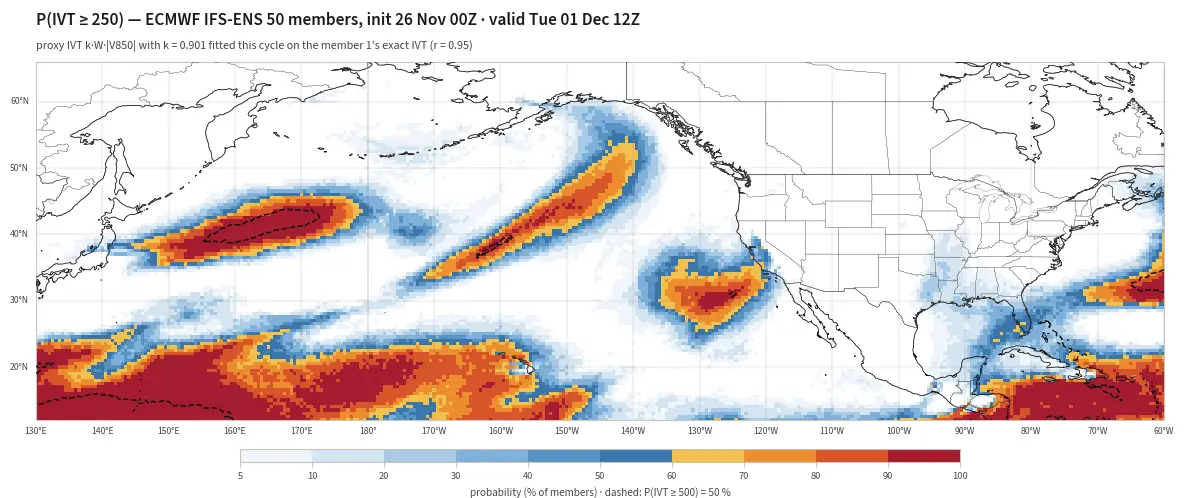 P(IVT ≥ 250) — ECMWF IFS-ENS 50 members, init 26 Nov 00Z · valid Tue 01 Dec 12Z
proxy IVT k·W·|V850| with k = 0.901 fitted this cycle on the member 1's exact IVT (r = 0.95)
60°N
50°N
40°N
30°N
20°N
130°E 140°E 150°E 160°E 170°E 180° 170°W 160°W 150°W 140°W 130°W 120°W 110°W 100°W 90°W 80°W 70°W 60°W
5 10 20 30 40 50 60 70 80 90 100
probability (% of members) · dashed: P(IVT ≥ 500) = 50 %